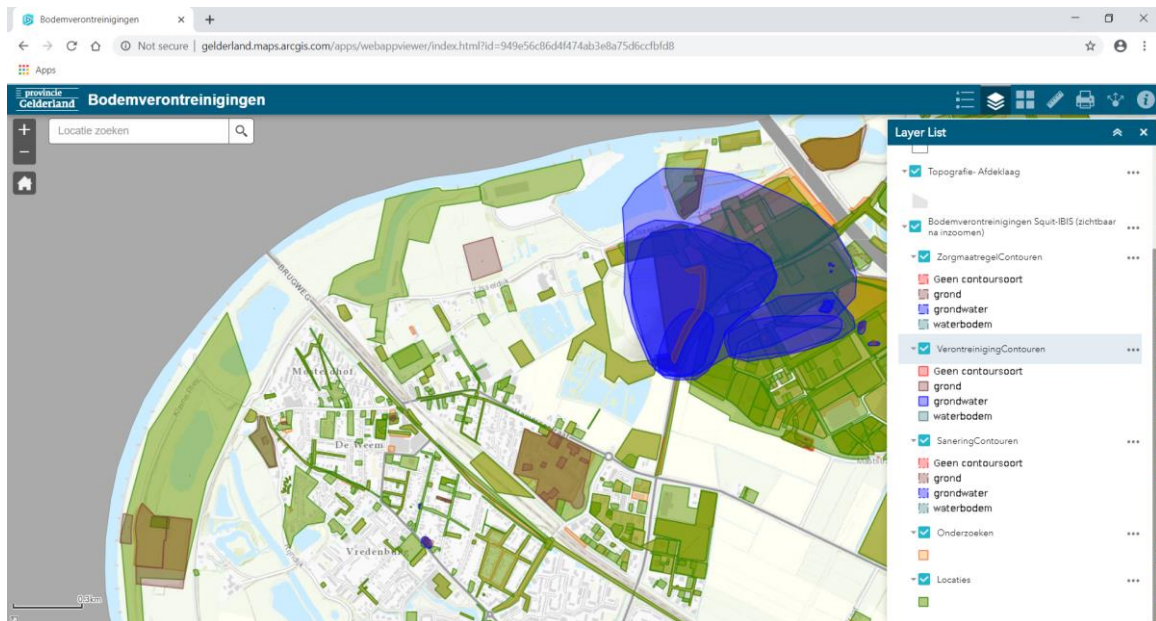 Bodemverontreinigingen
Not secure | gelderland.maps.arcgis.com/apps/webappviewer/index.html?id=949e56c86d4f474ab3e8a75d6ccfbfd8
Apps
provincie
Gelderland
Bodemverontreinigingen
Locatie zoeken
Layer List
Topografie- Afdeklaag
Bodemverontreinigingen Squit-IBIS (zichtbaar
na inzoomen)
ZorgmaatregelContouren
Geen contoursoort
grond
grondwater
waterbodem
VerontreinigingContouren
Geen contoursoort
grond
grondwater
waterbodem
SaneringContouren
Geen contoursoort
grond
grondwater
waterbodem
Onderzoeken
Locaties
BRUGWEG
De Weem
0,3km